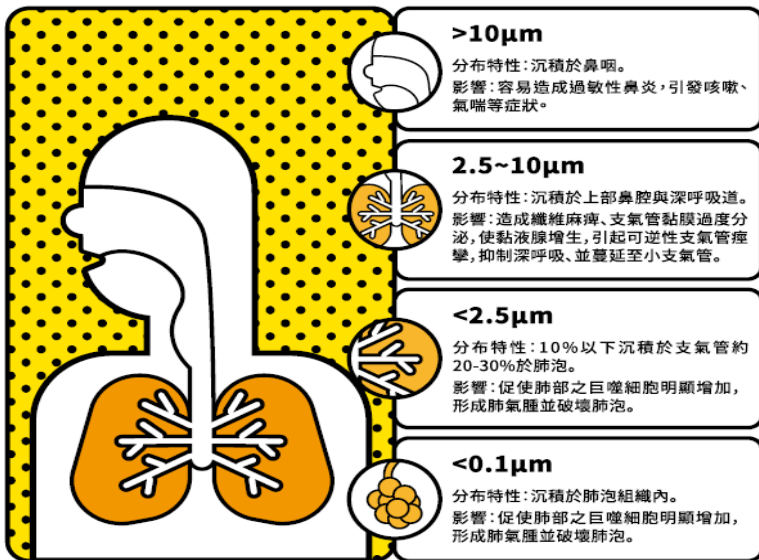 >10μm
分布特性：沉積於鼻咽。
影響：容易造成過敏性鼻炎，引發咳嗽、
氣喘等症狀。
2.5~10μm
分布特性：沉積於上部鼻腔與深呼吸道。
影響：造成纖維麻痺、支氣管黏膜過度分
泌，使黏液腺增生，引起可逆性支氣管痙
攣，抑制深呼吸、並蔓延至小支氣管。
<2.5μm
分布特性：10%以下沉積於支氣管約
20-30%於肺泡。
影響：促使肺部之巨噬細胞明顯增加，
形成肺氣腫並破壞肺泡。
<0.1μm
分布特性：沉積於肺泡組織內。
影響：促使肺部之巨噬細胞明顯增加，
形成肺氣腫並破壞肺泡。